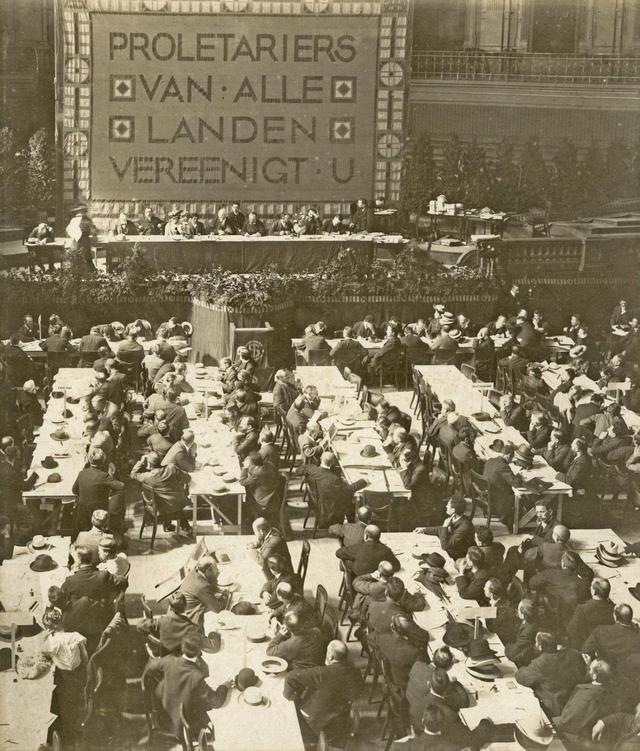 PROLETARIERS
VAN · ALLE
LANDEN
VEREENIGT · U